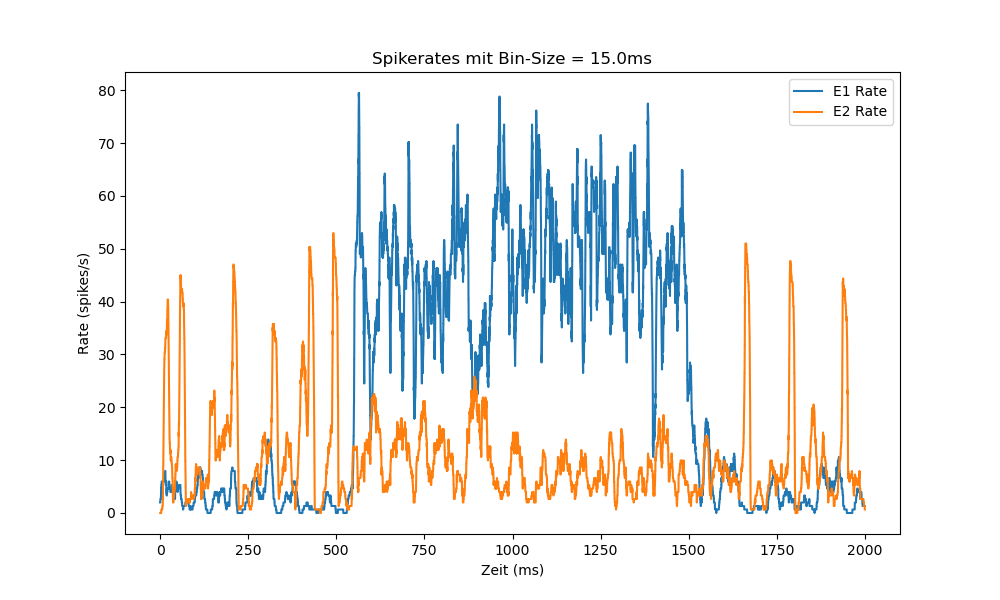 Spikerates mit Bin-Size = 15.0ms
E1 Rate
E2 Rate
80
70
60
50
40
30
20
10
0
Rate (spikes/s)
0 250 500 750 1000 1250 1500 1750 2000
Zeit (ms)